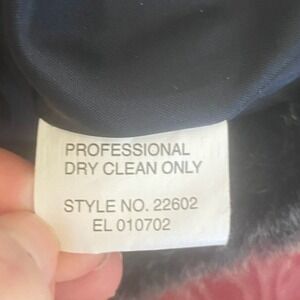 PROFESSIONAL
DRY CLEAN ONLY
STYLE NO. 22602
EL 010702